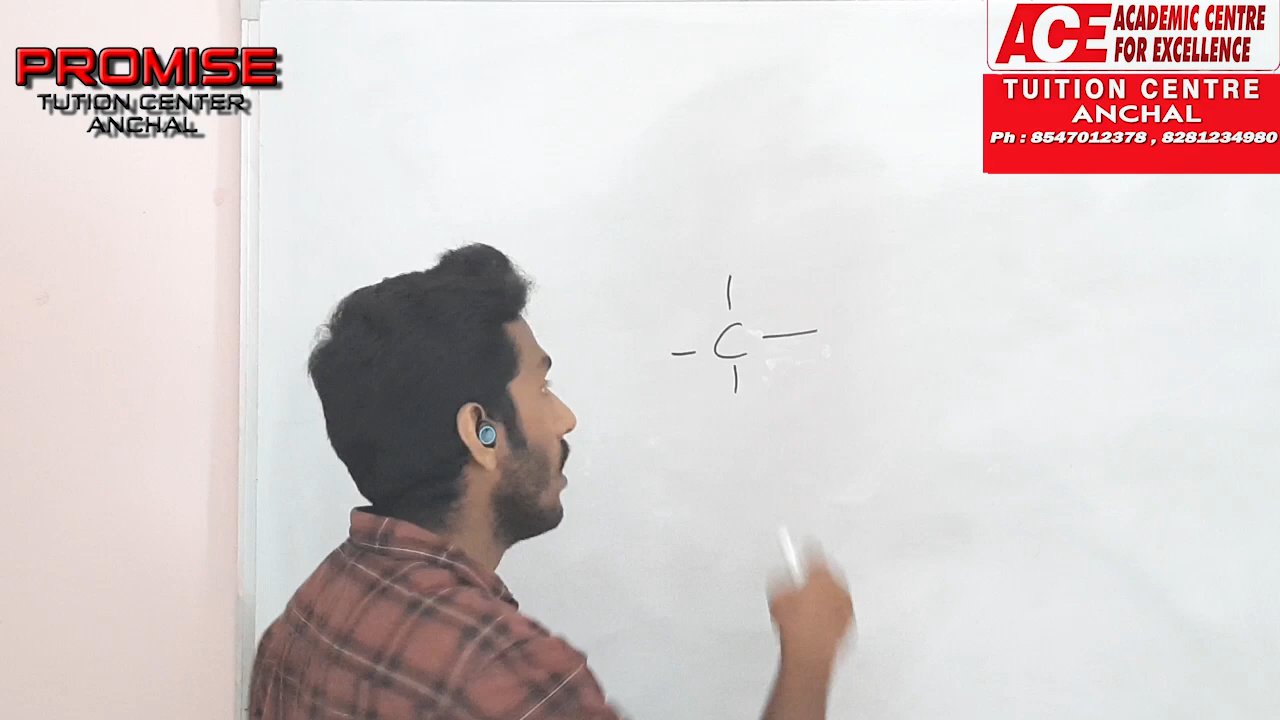 PROMISE
TUTION CENTER
ANCHAL
ACE ACADEMIC CENTRE
FOR EXCELLENCE
TUITION CENTRE
ANCHAL
Ph : 8547012378 , 8281234980
C